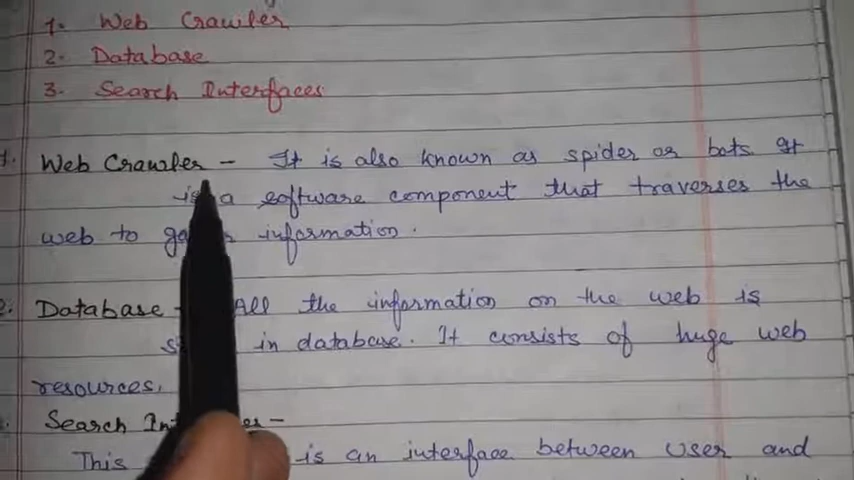 1. Web Crawler
2. Database
3. Search Interfaces
1. Web Crawler - It is also known as spider or bots It
is a software component that traverses the
web to information.
2. Database - All the information on the web is
in database. It consists of huge web
resources.
Search -
This is an interface between user and